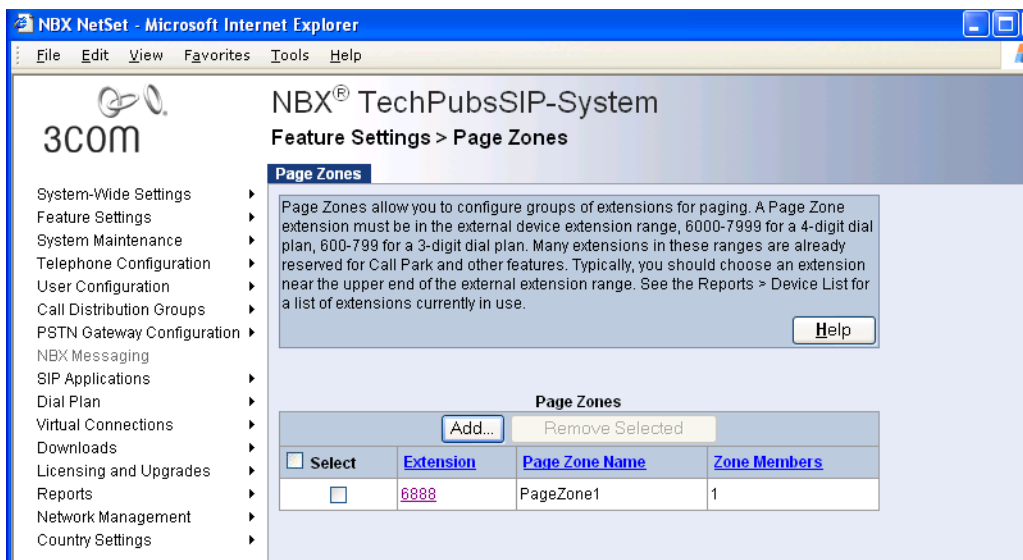 NBX NetSet - Microsoft Internet Explorer
File Edit View Favorites Tools Help
3COM
NBX® TechPubsSIP-System
Feature Settings > Page Zones
Page Zones
System-Wide Settings
Feature Settings
System Maintenance
Telephone Configuration
User Configuration
Call Distribution Groups
PSTN Gateway Configuration
NBX Messaging
SIP Applications
Dial Plan
Virtual Connections
Downloads
Licensing and Upgrades
Reports
Network Management
Country Settings
Page Zones allow you to configure groups of extensions for paging. A Page Zone
extension must be in the external device extension range, 6000-7999 for a 4-digit dial
plan, 600-799 for a 3-digit dial plan. Many extensions in these ranges are already
reserved for Call Park and other features. Typically, you should choose an extension
near the upper end of the external extension range. See the Reports > Device List for
a list of extensions currently in use.
Help
Page Zones
Add... Remove Selected
Select Extension Page Zone Name Zone Members
6888 PageZone1 1